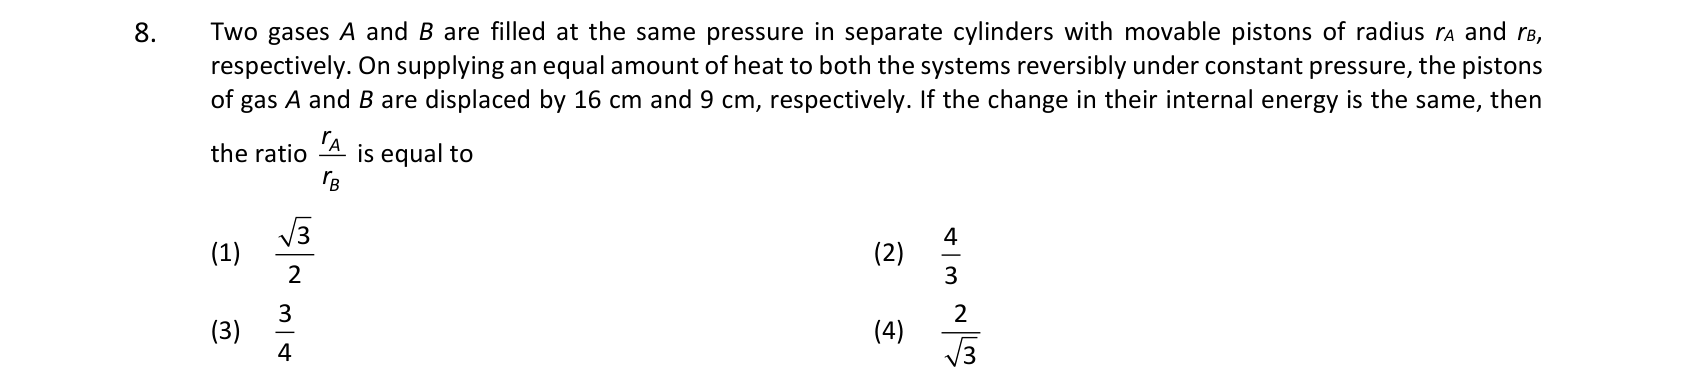 8. Two gases A and B are filled at the same pressure in separate cylinders with movable pistons of radius r_A and r_B,
respectively. On supplying an equal amount of heat to both the systems reversibly under constant pressure, the pistons
of gas A and B are displaced by 16 cm and 9 cm, respectively. If the change in their internal energy is the same, then
the ratio r_A/r_B is equal to
(1) √3/2 (2) 4/3
(3) 3/4 (4) 2/√3